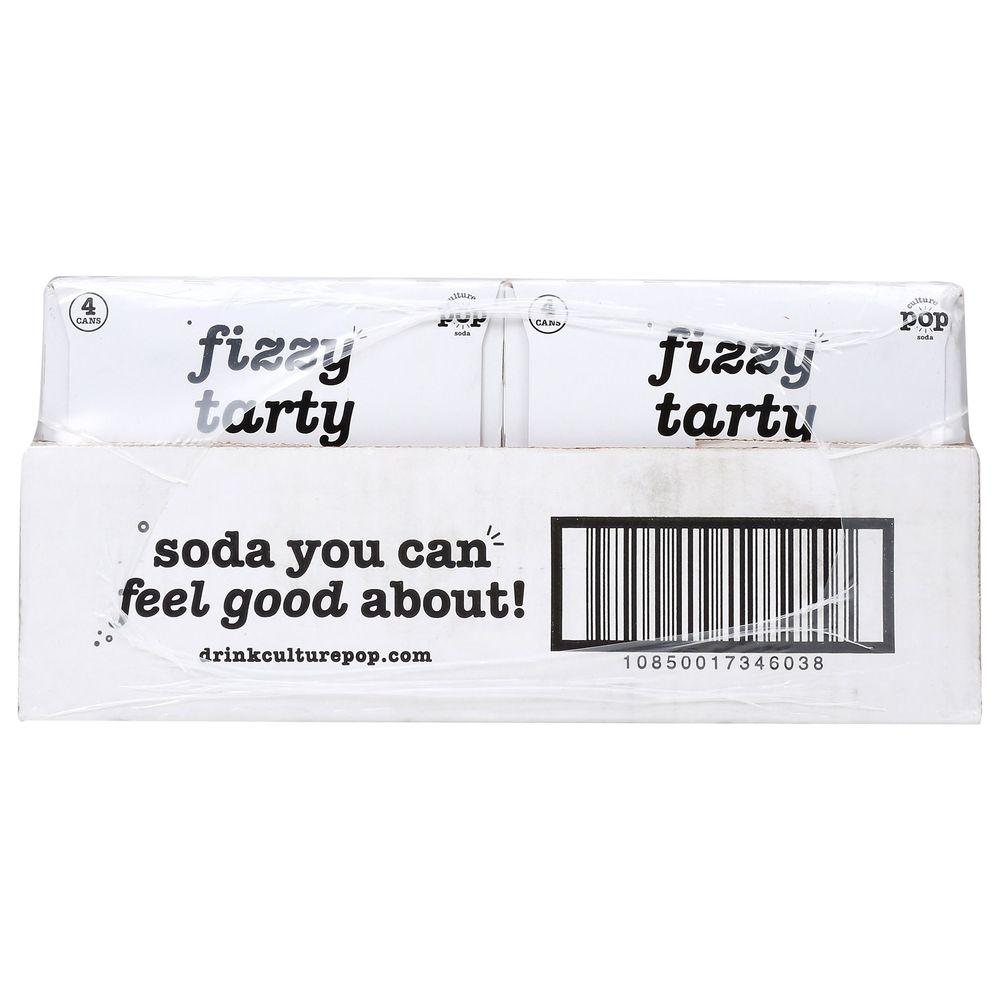 4
CANS
culture
pop
soda
fizzy
tarty
4
CANS
culture
pop
soda
fizzy
tarty
soda you can
feel good about!
drinkculturepop.com
10850017346038